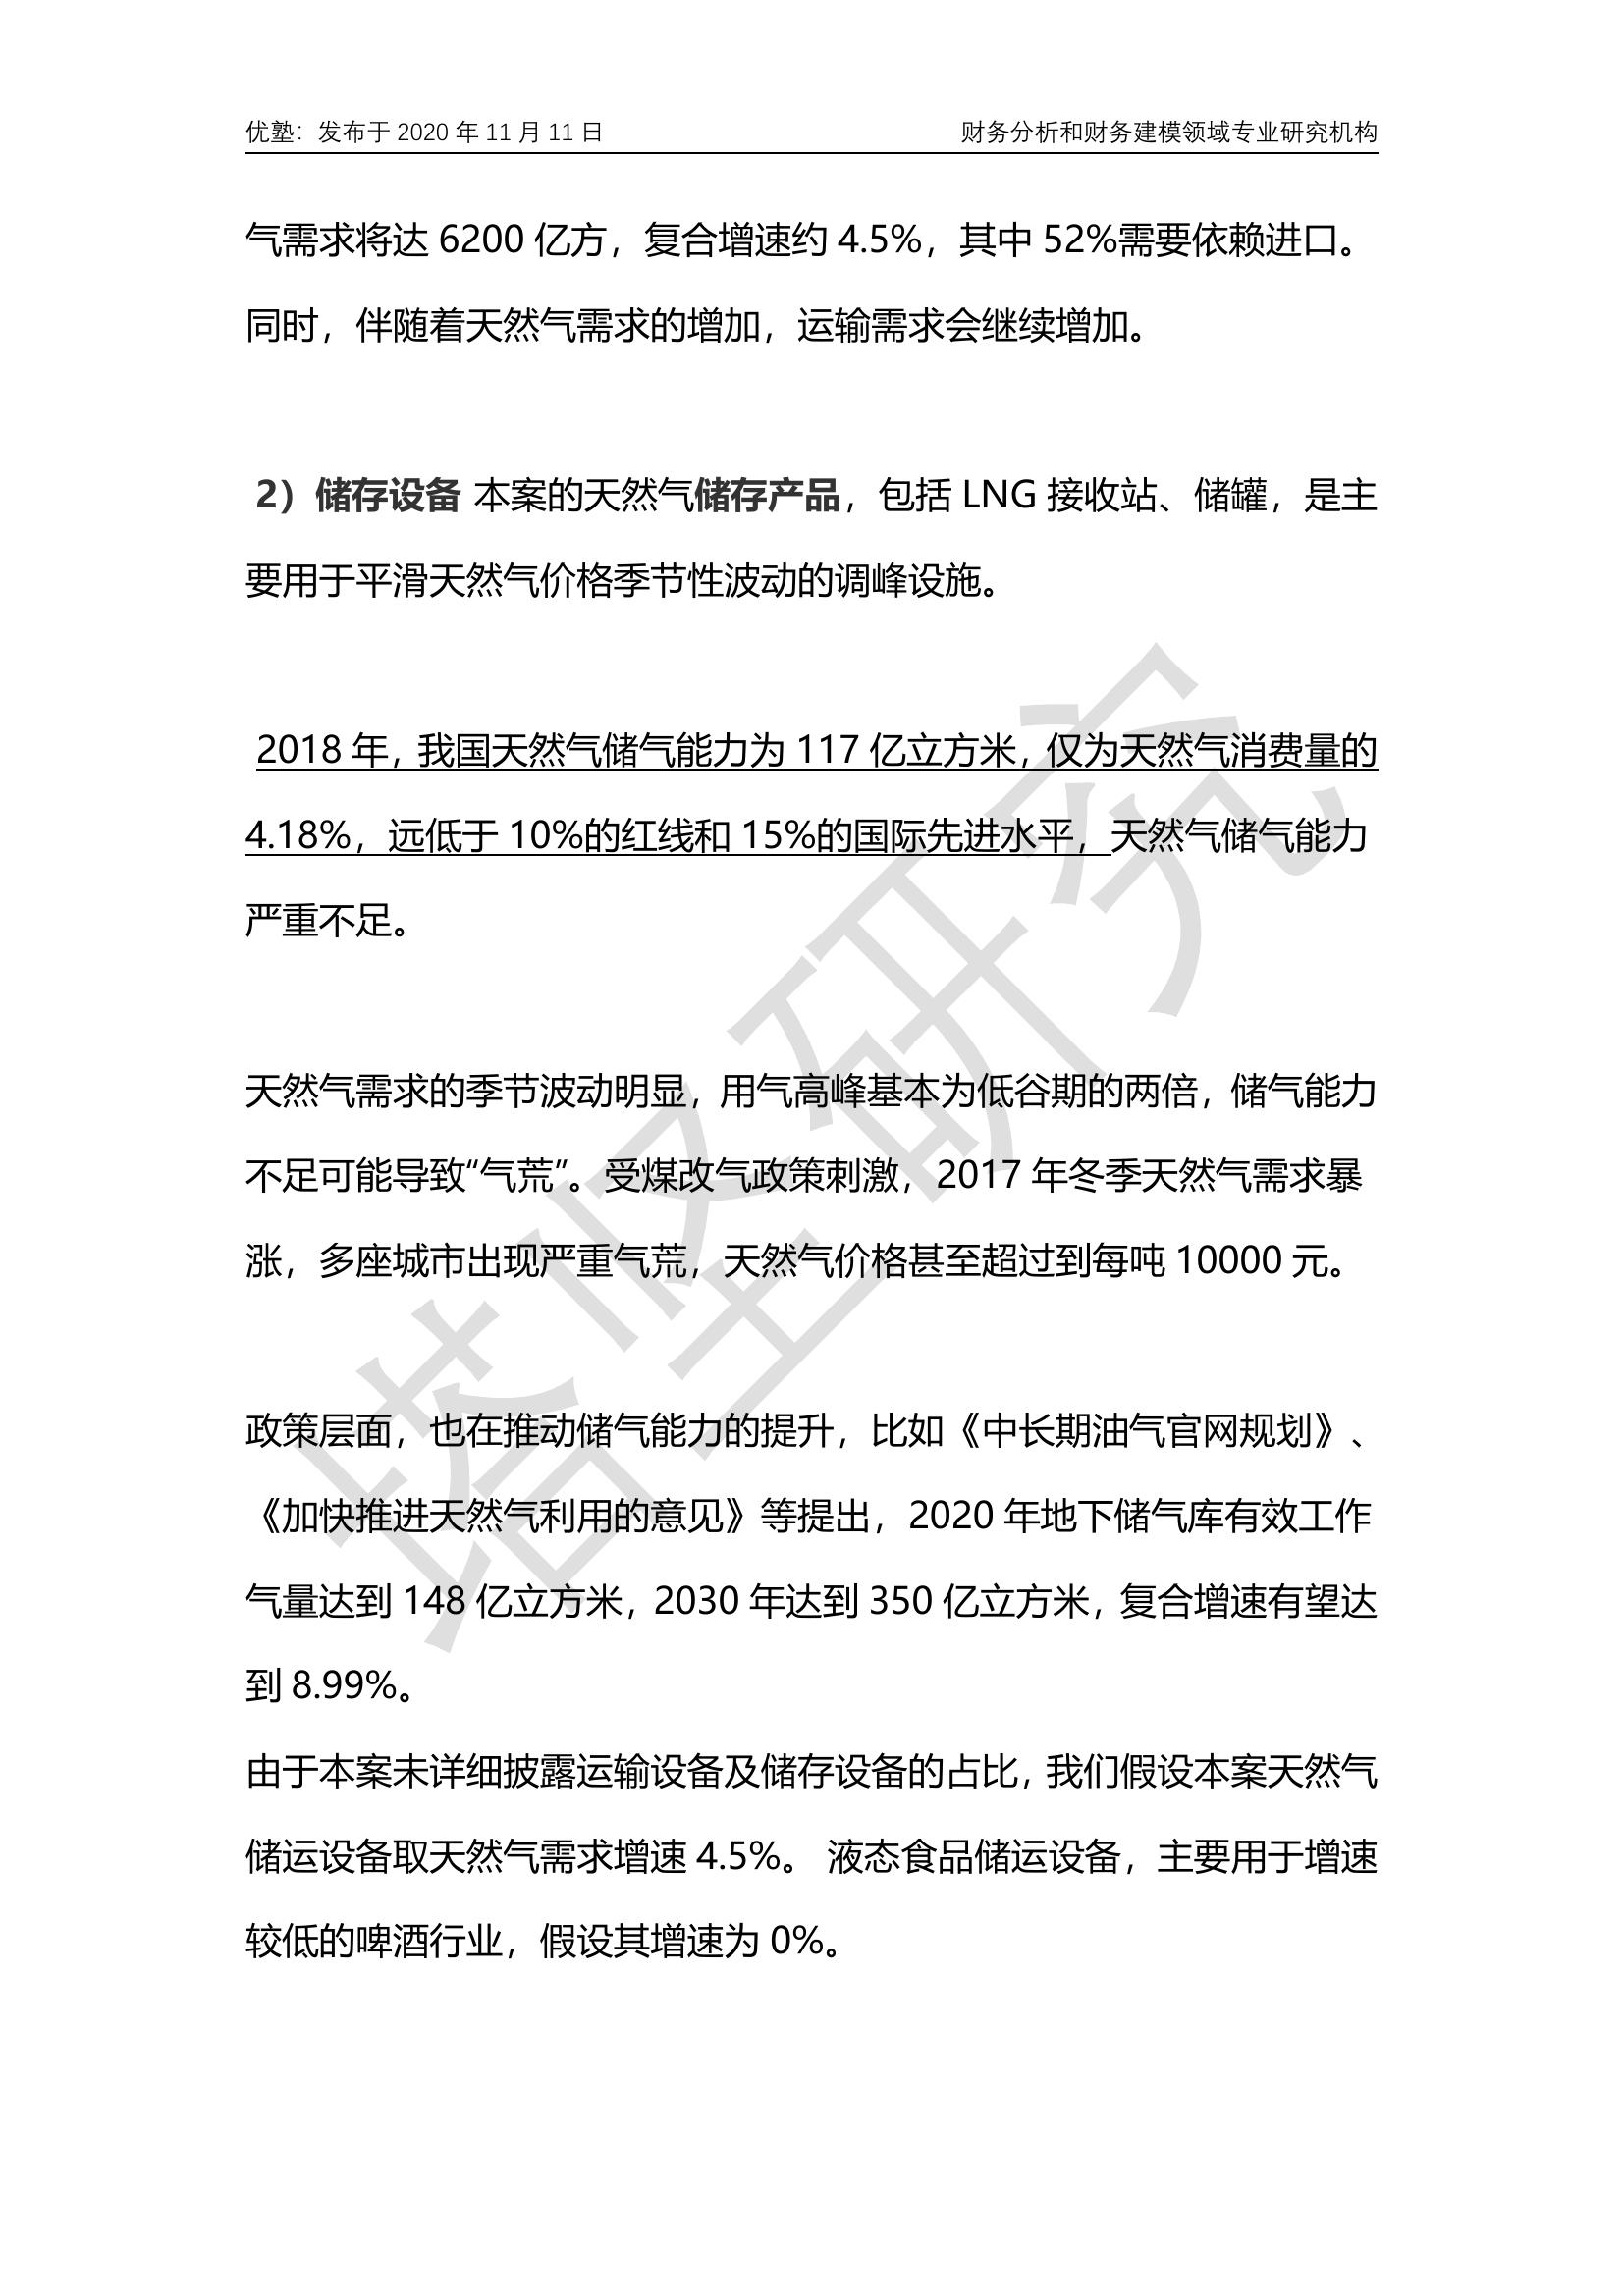 优塾：发布于 2020 年 11 月 11 日 财务分析和财务建模领域专业研究机构
气需求将达 6200 亿方，复合增速约 4.5%，其中 52%需要依赖进口。
同时，伴随着天然气需求的增加，运输需求会继续增加。
2）储存设备 本案的天然气储存产品，包括 LNG 接收站、储罐，是主
要用于平滑天然气价格季节性波动的调峰设施。
2018 年，我国天然气储气能力为 117 亿立方米，仅为天然气消费量的
4.18%，远低于 10%的红线和 15%的国际先进水平，天然气储气能力
严重不足。
天然气需求的季节波动明显，用气高峰基本为低谷期的两倍，储气能力
不足可能导致“气荒”。受煤改气政策刺激，2017 年冬季天然气需求暴
涨，多座城市出现严重气荒，天然气价格甚至超过到每吨 10000 元。
政策层面，也在推动储气能力的提升，比如《中长期油气官网规划》、
《加快推进天然气利用的意见》等提出，2020 年地下储气库有效工作
气量达到 148 亿立方米，2030 年达到 350 亿立方米，复合增速有望达
到 8.99%。
由于本案未详细披露运输设备及储存设备的占比，我们假设本案天然气
储运设备取天然气需求增速 4.5%。 液态食品储运设备，主要用于增速
较低的啤酒行业，假设其增速为 0%。
塔坚研究